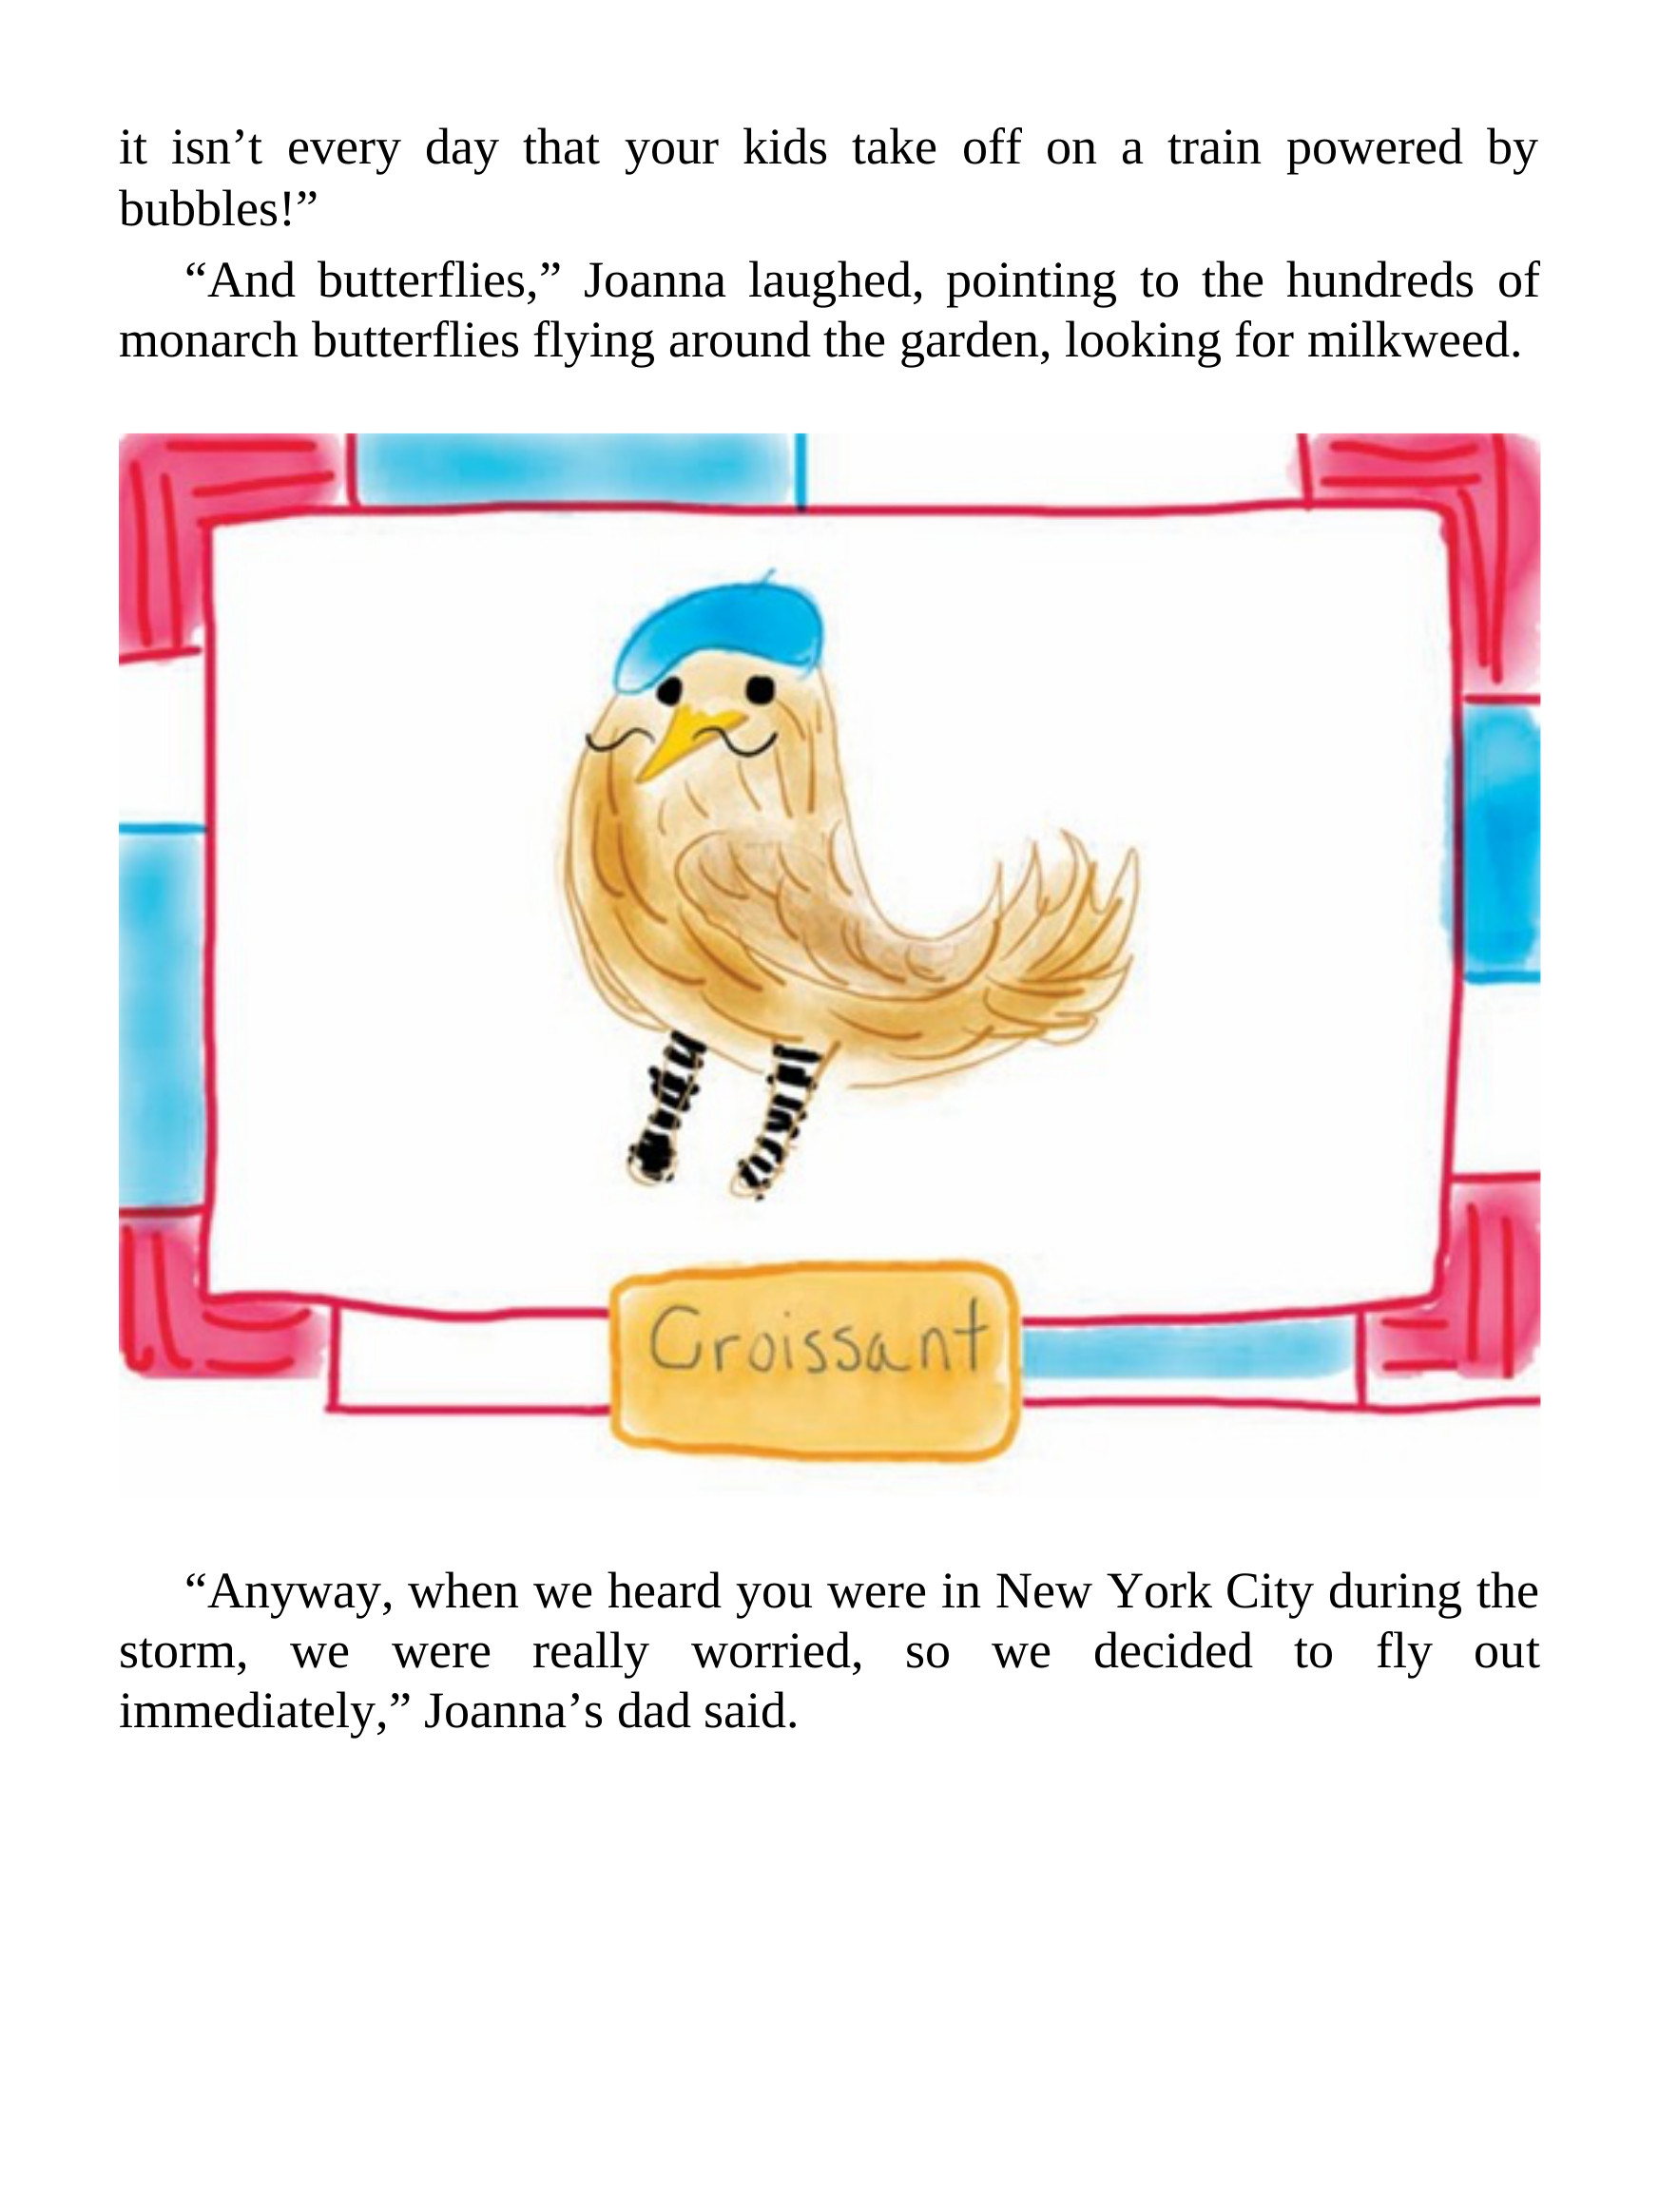 it isn’t every day that your kids take off on a train powered by
bubbles!”
“And butterflies,” Joanna laughed, pointing to the hundreds of
monarch butterflies flying around the garden, looking for milkweed.
Croissant
“Anyway, when we heard you were in New York City during the
storm, we were really worried, so we decided to fly out
immediately,” Joanna’s dad said.